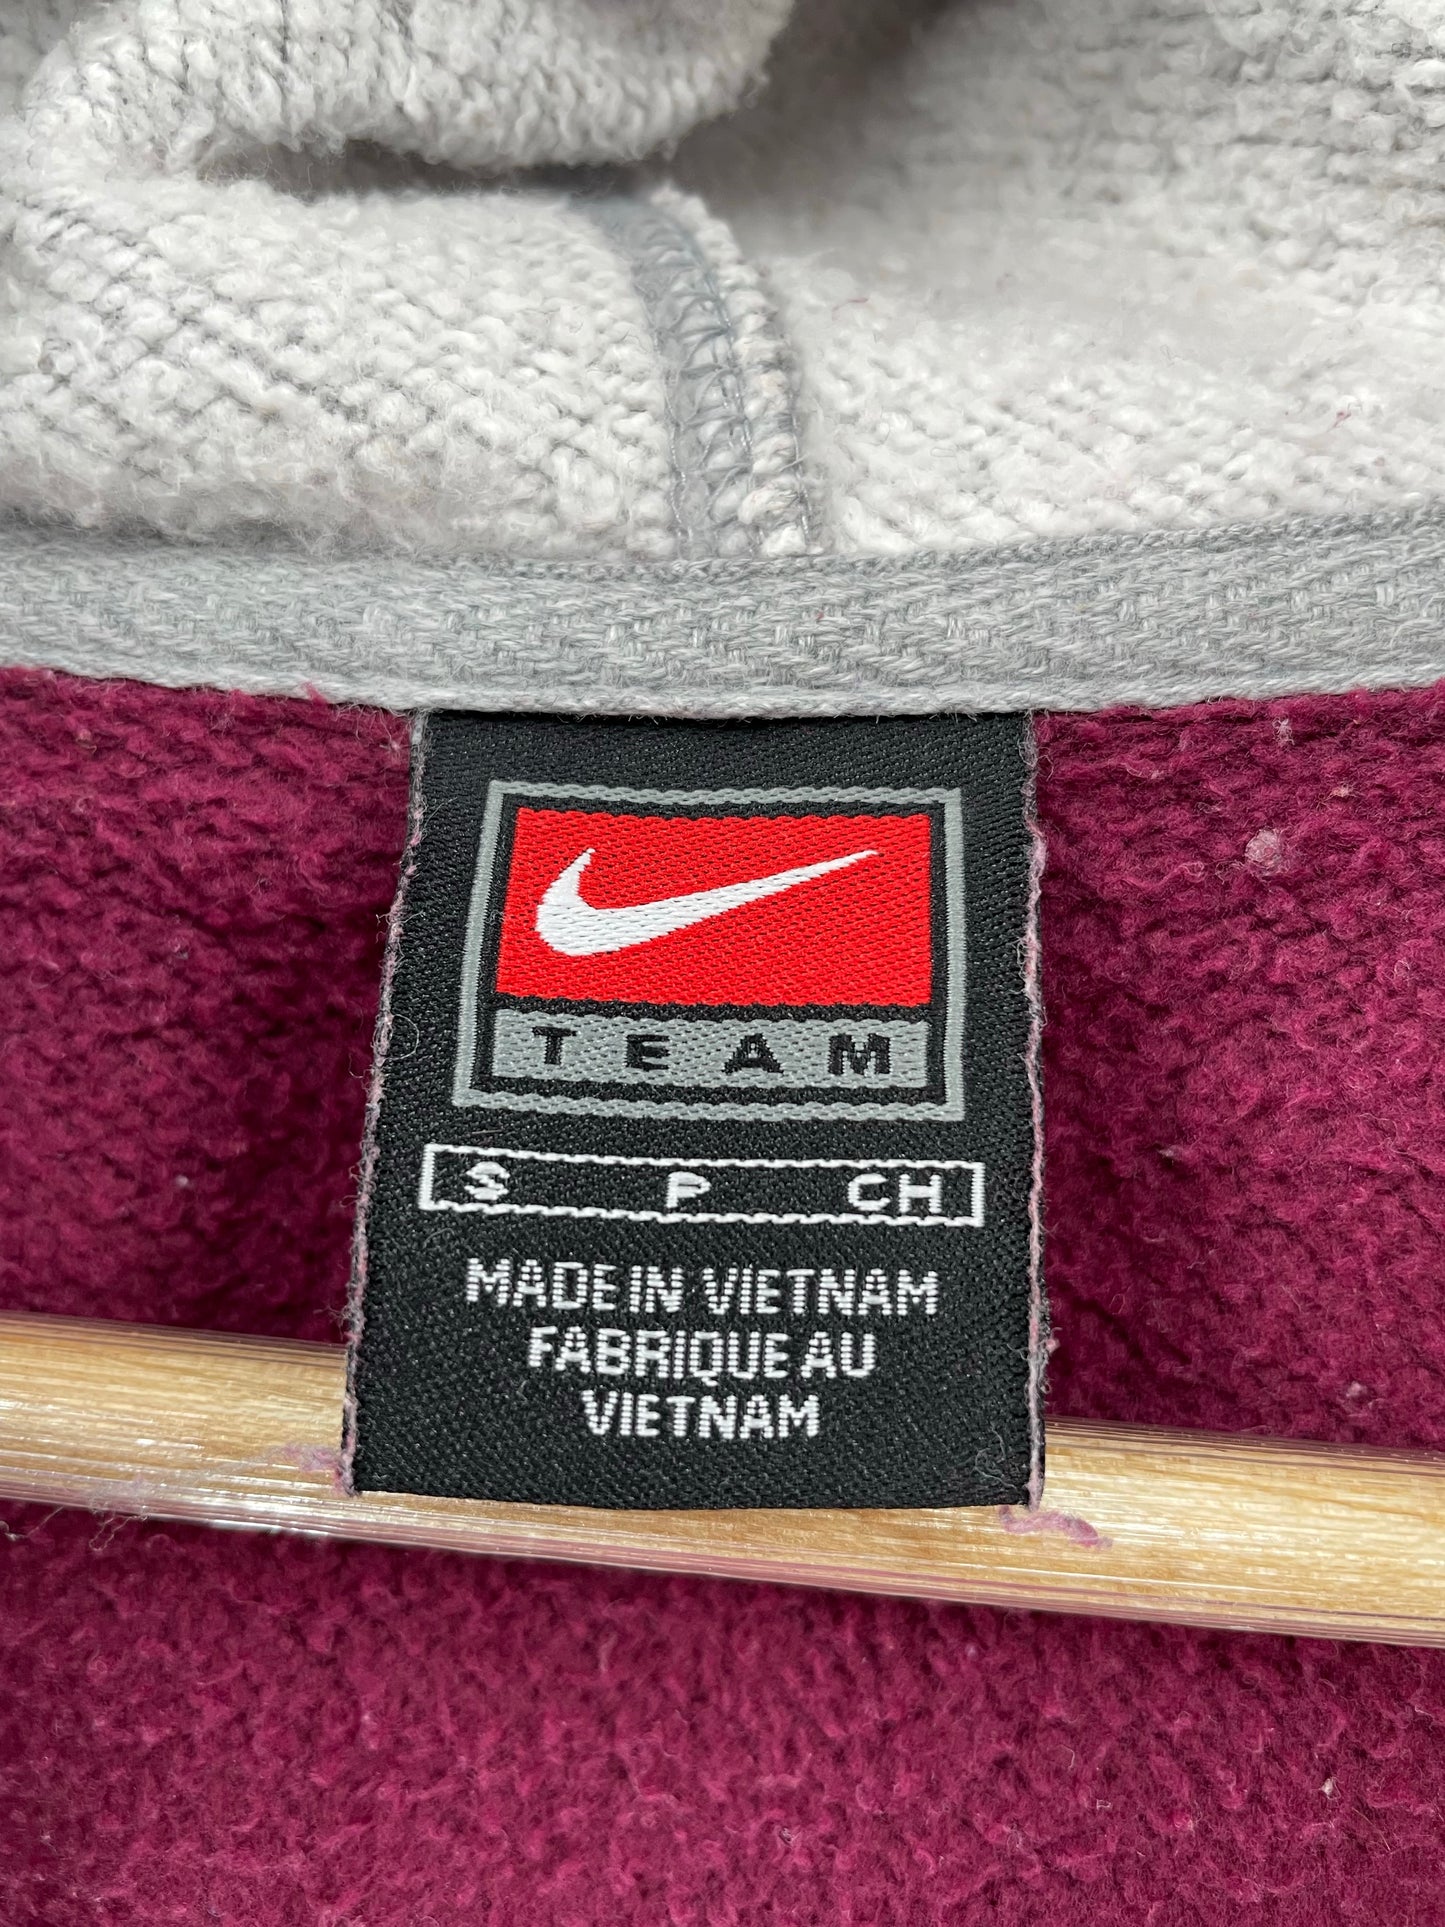 TEAM
S P CH
MADE IN VIETNAM
FABRIQUE AU
VIETNAM